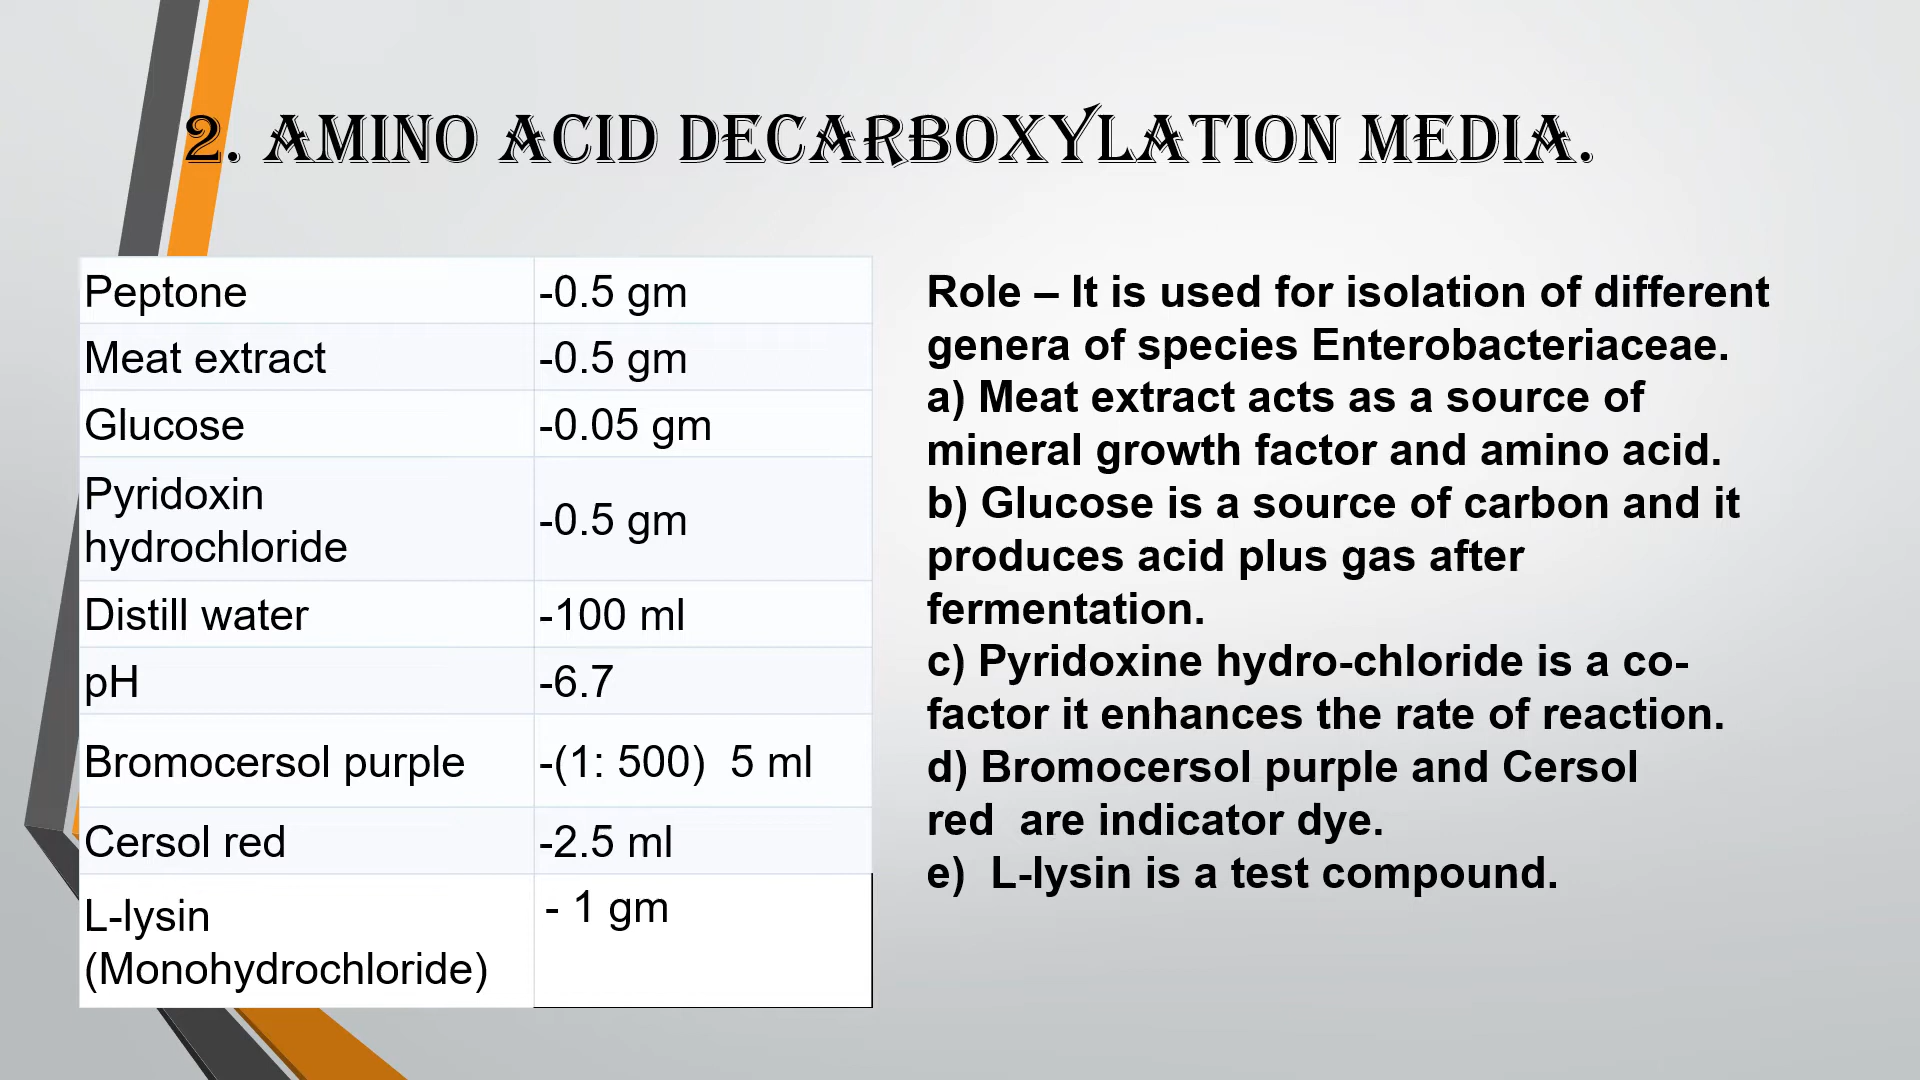 2. AMINO ACID DECARBOXYLATION MEDIA.
Peptone -0.5 gm
Meat extract -0.5 gm
Glucose -0.05 gm
Pyridoxin
hydrochloride -0.5 gm
Distill water -100 ml
pH -6.7
Bromocersol purple -(1: 500)  5 ml
Cersol red -2.5 ml
L-lysin - 1 gm
(Monohydrochloride)
Role – It is used for isolation of different
genera of species Enterobacteriaceae.
a) Meat extract acts as a source of
mineral growth factor and amino acid.
b) Glucose is a source of carbon and it
produces acid plus gas after
fermentation.
c) Pyridoxine hydro-chloride is a co-
factor it enhances the rate of reaction.
d) Bromocersol purple and Cersol
red  are indicator dye.
e)  L-lysin is a test compound.